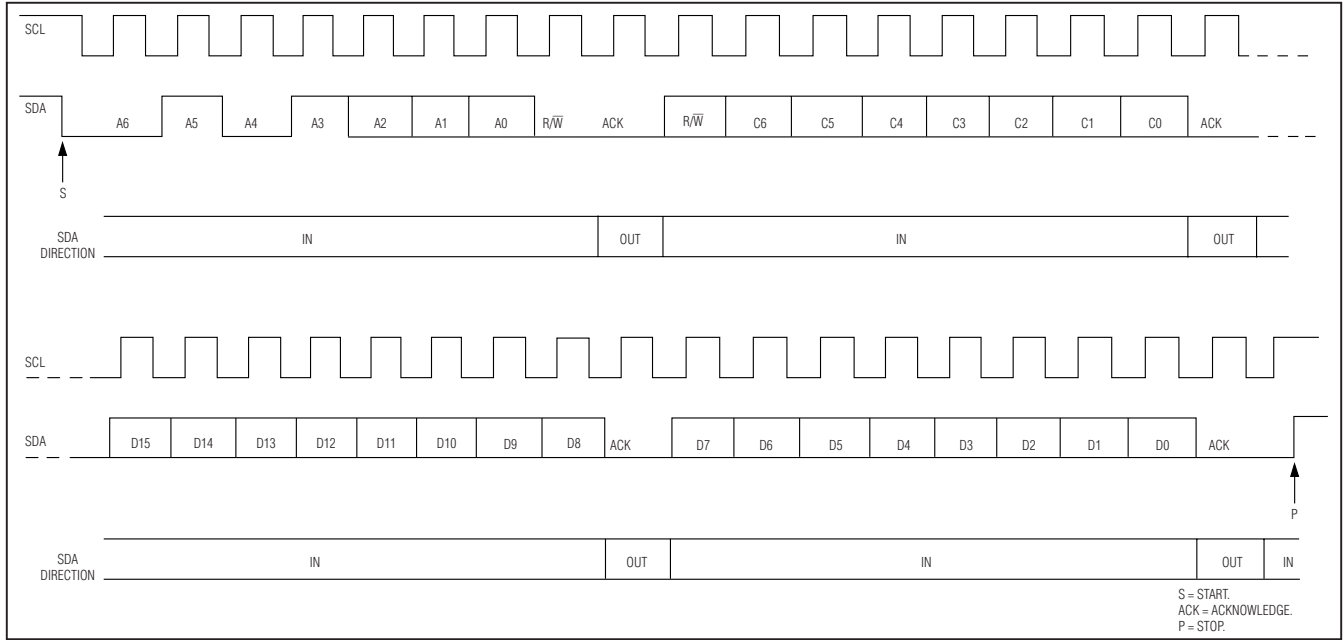 SCL
SDA
A6 A5 A4 A3 A2 A1 A0 R/W̅ ACK R/W̅ C6 C5 C4 C3 C2 C1 C0 ACK
S
SDA
DIRECTION
IN OUT IN OUT
SCL
SDA
D15 D14 D13 D12 D11 D10 D9 D8 ACK D7 D6 D5 D4 D3 D2 D1 D0 ACK
P
SDA
DIRECTION
IN OUT IN OUT IN
S = START.
ACK = ACKNOWLEDGE.
P = STOP.